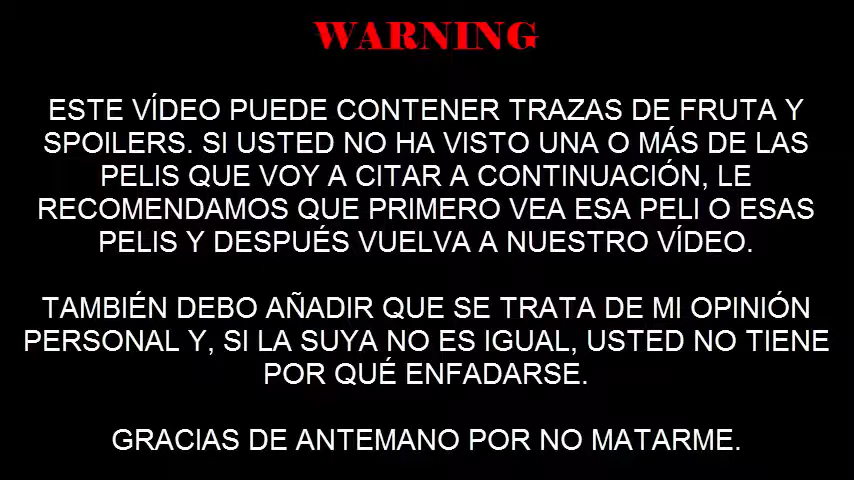 WARNING
ESTE VÍDEO PUEDE CONTENER TRAZAS DE FRUTA Y
SPOILERS. SI USTED NO HA VISTO UNA O MÁS DE LAS
PELIS QUE VOY A CITAR A CONTINUACIÓN, LE
RECOMENDAMOS QUE PRIMERO VEA ESA PELI O ESAS
PELIS Y DESPUÉS VUELVA A NUESTRO VÍDEO.
TAMBIÉN DEBO AÑADIR QUE SE TRATA DE MI OPINIÓN
PERSONAL Y, SI LA SUYA NO ES IGUAL, USTED NO TIENE
POR QUÉ ENFADARSE.
GRACIAS DE ANTEMANO POR NO MATARME.